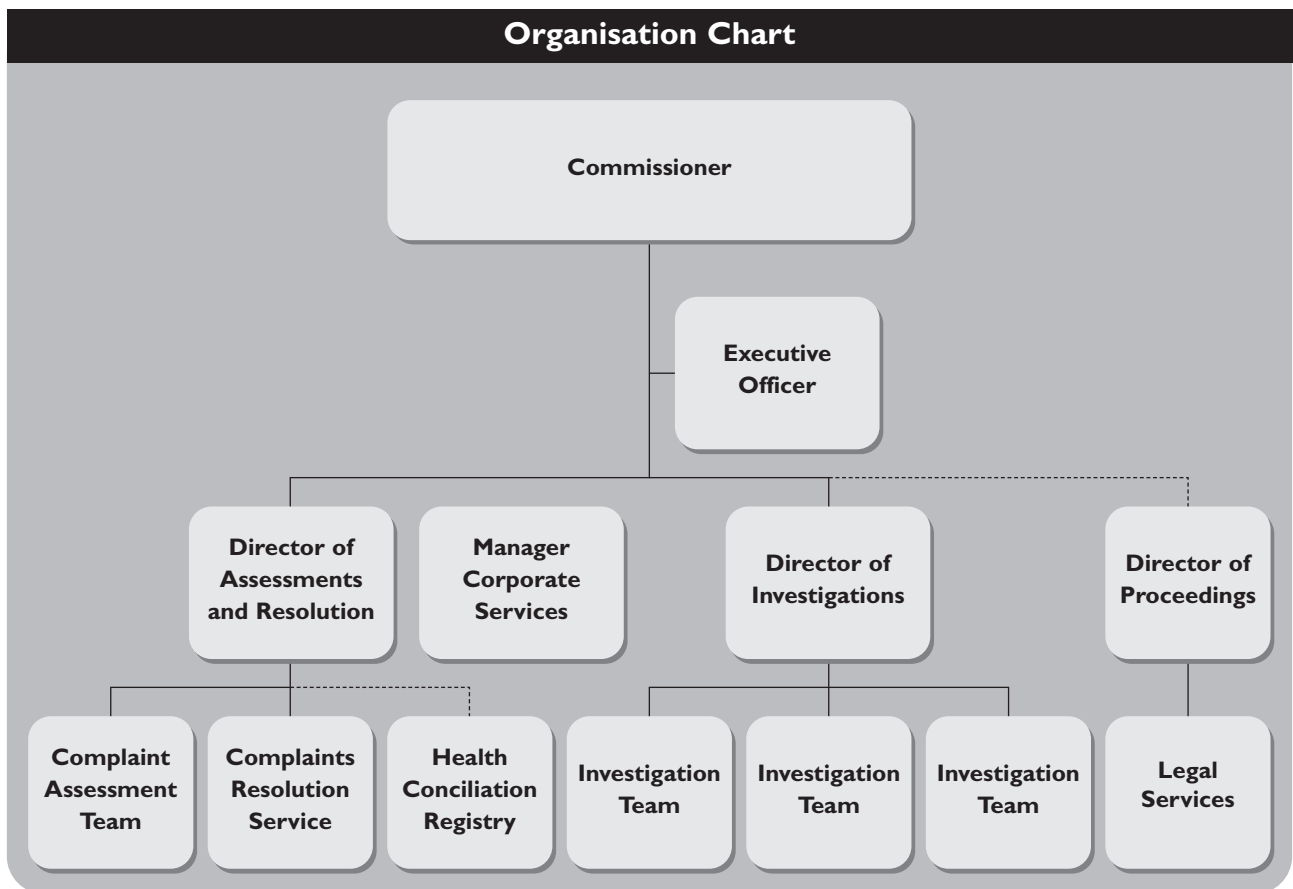 Organisation Chart
Commissioner
Executive
Officer
Director of
Assessments
and Resolution
Manager
Corporate
Services
Director of
Investigations
Director of
Proceedings
Complaint
Assessment
Team
Complaints
Resolution
Service
Health
Conciliation
Registry
Investigation
Team
Investigation
Team
Investigation
Team
Legal
Services